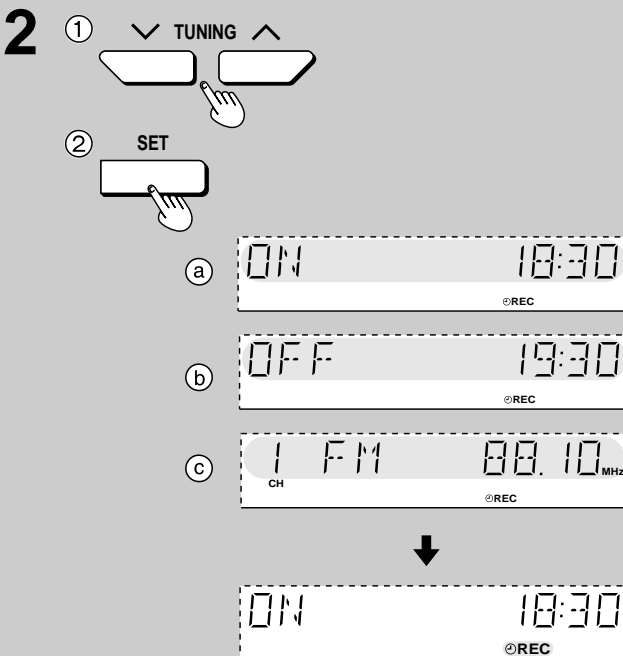 2 ① TUNING
② SET
ⓐ ON 18:30
REC
ⓑ OFF 19:30
REC
ⓒ 1 FM 88.10 MHz
CH REC
ON 18:30
REC